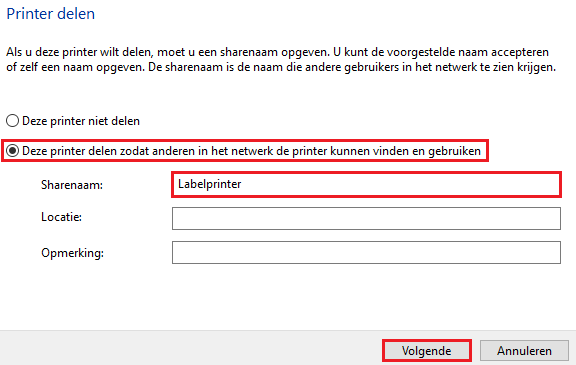 Printer delen
Als u deze printer wilt delen, moet u een sharenaam opgeven. U kunt de voorgestelde naam accepteren
of zelf een naam opgeven. De sharenaam is de naam die andere gebruikers in het netwerk te zien krijgen.
Deze printer niet delen
Deze printer delen zodat anderen in het netwerk de printer kunnen vinden en gebruiken
Sharenaam: Labelprinter
Locatie:
Opmerking:
Volgende Annuleren